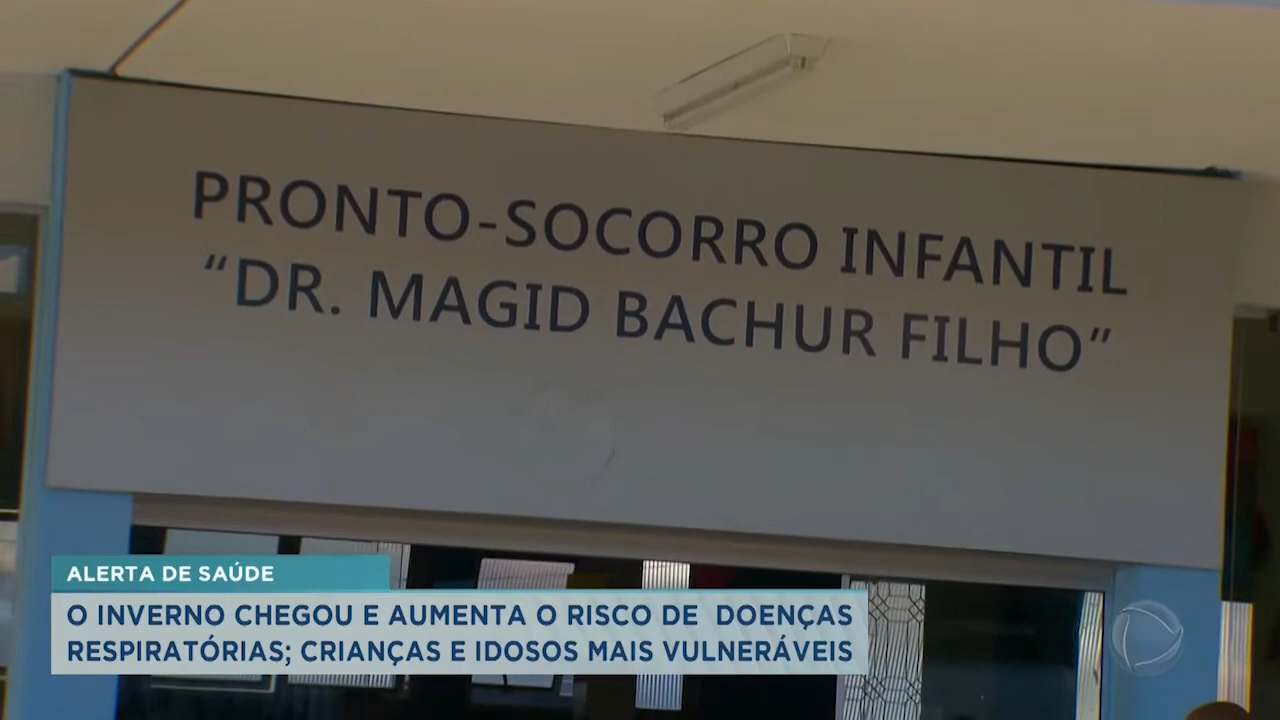 PRONTO-SOCORRO INFANTIL
“DR. MAGID BACHUR FILHO”
ALERTA DE SAÚDE
O INVERNO CHEGOU E AUMENTA O RISCO DE DOENÇAS
RESPIRATÓRIAS; CRIANÇAS E IDOSOS MAIS VULNERÁVEIS